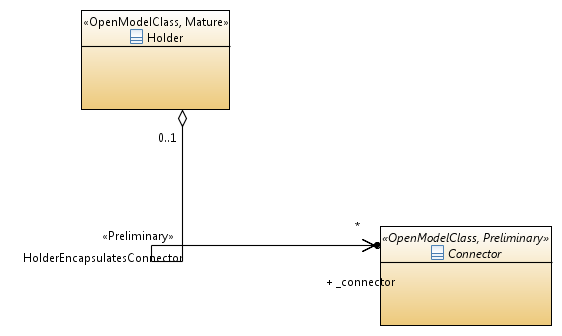 «OpenModelClass, Mature»
Holder
0..1
«Preliminary»
HolderEncapsulatesConnector
*
«OpenModelClass, Preliminary»
Connector
+ _connector